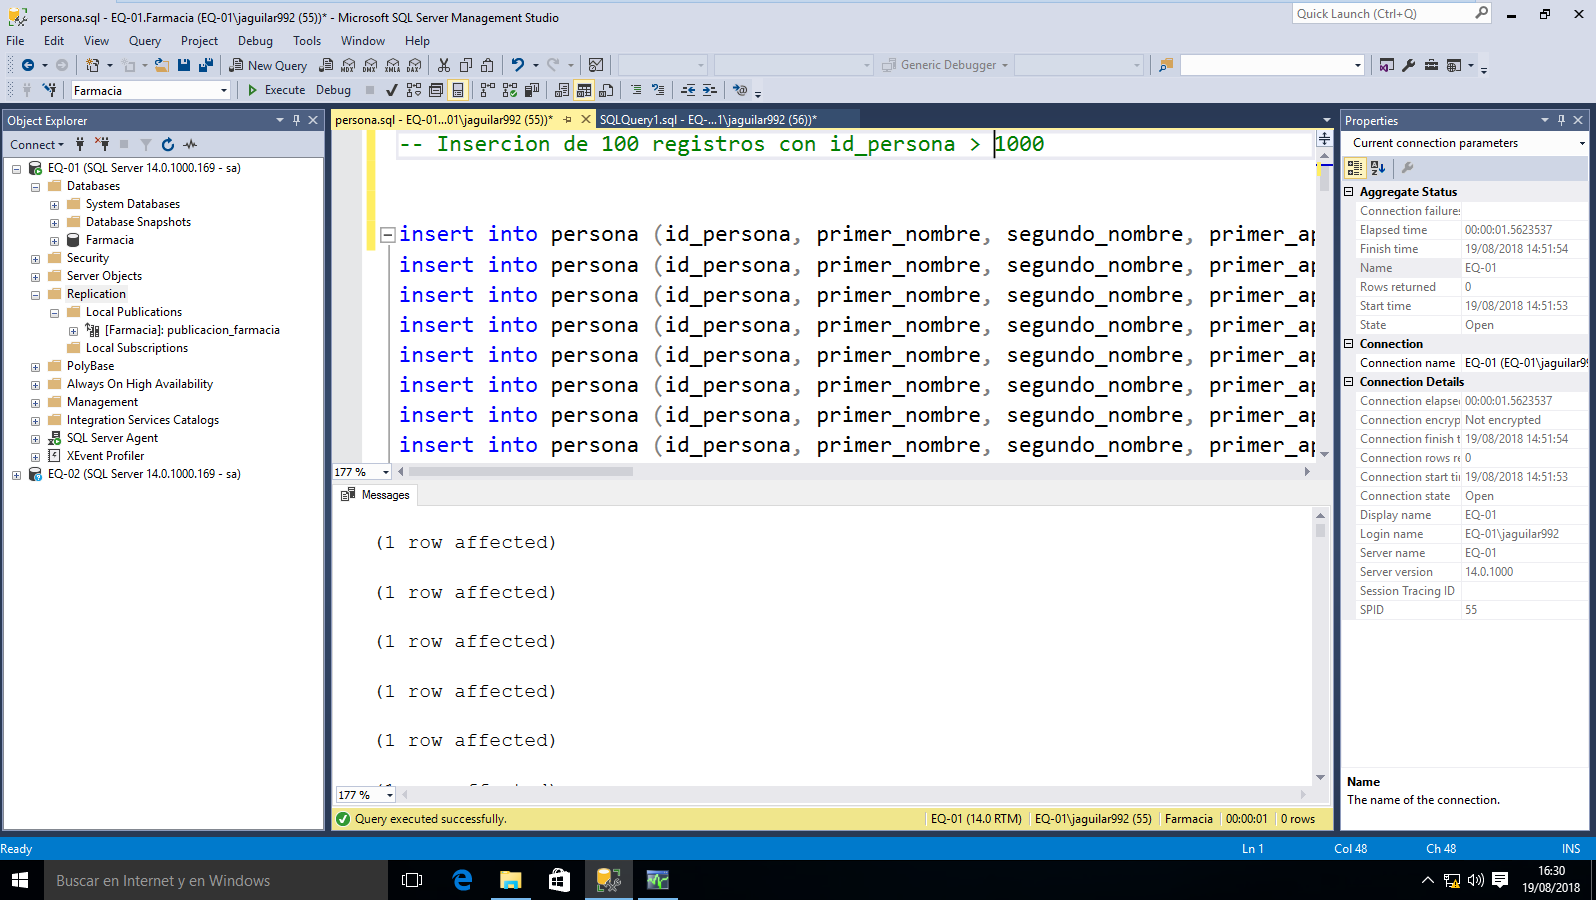 persona.sql - EQ-01.Farmacia (EQ-01\jaguilar992 (55))* - Microsoft SQL Server Management Studio
Quick Launch (Ctrl+Q)
File Edit View Query Project Debug Tools Window Help
New Query
MDX DMX XMLA DAX
Generic Debugger
Farmacia
Execute Debug
Object Explorer
Connect
EQ-01 (SQL Server 14.0.1000.169 - sa)
Databases
System Databases
Database Snapshots
Farmacia
Security
Server Objects
Replication
Local Publications
[Farmacia]: publicacion_farmacia
Local Subscriptions
PolyBase
Always On High Availability
Management
Integration Services Catalogs
SQL Server Agent
XEvent Profiler
EQ-02 (SQL Server 14.0.1000.169 - sa)
persona.sql - EQ-01...01\jaguilar992 (55))*
SQLQuery1.sql - EQ-...1\jaguilar992 (56))*
-- Insercion de 100 registros con id_persona > 1000
insert into persona (id_persona, primer_nombre, segundo_nombre, primer_ap
insert into persona (id_persona, primer_nombre, segundo_nombre, primer_ap
insert into persona (id_persona, primer_nombre, segundo_nombre, primer_ap
insert into persona (id_persona, primer_nombre, segundo_nombre, primer_ap
insert into persona (id_persona, primer_nombre, segundo_nombre, primer_ap
insert into persona (id_persona, primer_nombre, segundo_nombre, primer_ap
insert into persona (id_persona, primer_nombre, segundo_nombre, primer_ap
insert into persona (id_persona, primer_nombre, segundo_nombre, primer_ap
177 %
Messages
(1 row affected)
(1 row affected)
(1 row affected)
(1 row affected)
(1 row affected)
177 %
Query executed successfully.
EQ-01 (14.0 RTM) EQ-01\jaguilar992 (55) Farmacia 00:00:01 0 rows
Properties
Current connection parameters
Aggregate Status
Connection failures
Elapsed time 00:00:01.5623537
Finish time 19/08/2018 14:51:54
Name EQ-01
Rows returned 0
Start time 19/08/2018 14:51:53
State Open
Connection
Connection name EQ-01 (EQ-01\jaguilar99
Connection Details
Connection elapse 00:00:01.5623537
Connection encryp Not encrypted
Connection finish t 19/08/2018 14:51:54
Connection rows re 0
Connection start ti 19/08/2018 14:51:53
Connection state Open
Display name EQ-01
Login name EQ-01\jaguilar992
Server name EQ-01
Server version 14.0.1000
Session Tracing ID
SPID 55
Name
The name of the connection.
Ready
Ln 1 Col 48 Ch 48 INS
Buscar en Internet y en Windows
16:30
19/08/2018